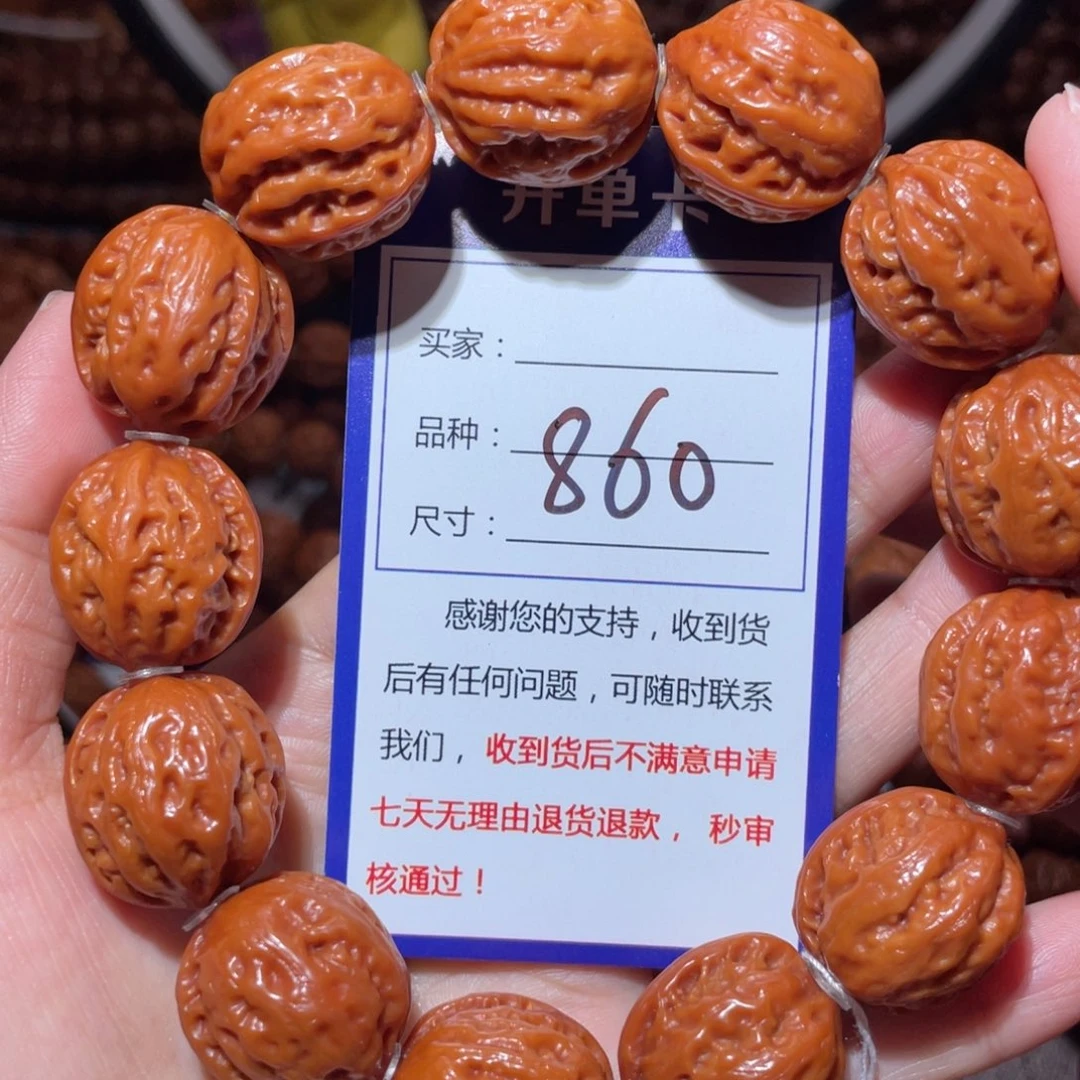 开单卡
买家：
品种：
860
尺寸：
感谢您的支持，收到货
后有任何问题，可随时联系
我们，收到货后不满意申请
七天无理由退货退款， 秒审
核通过！